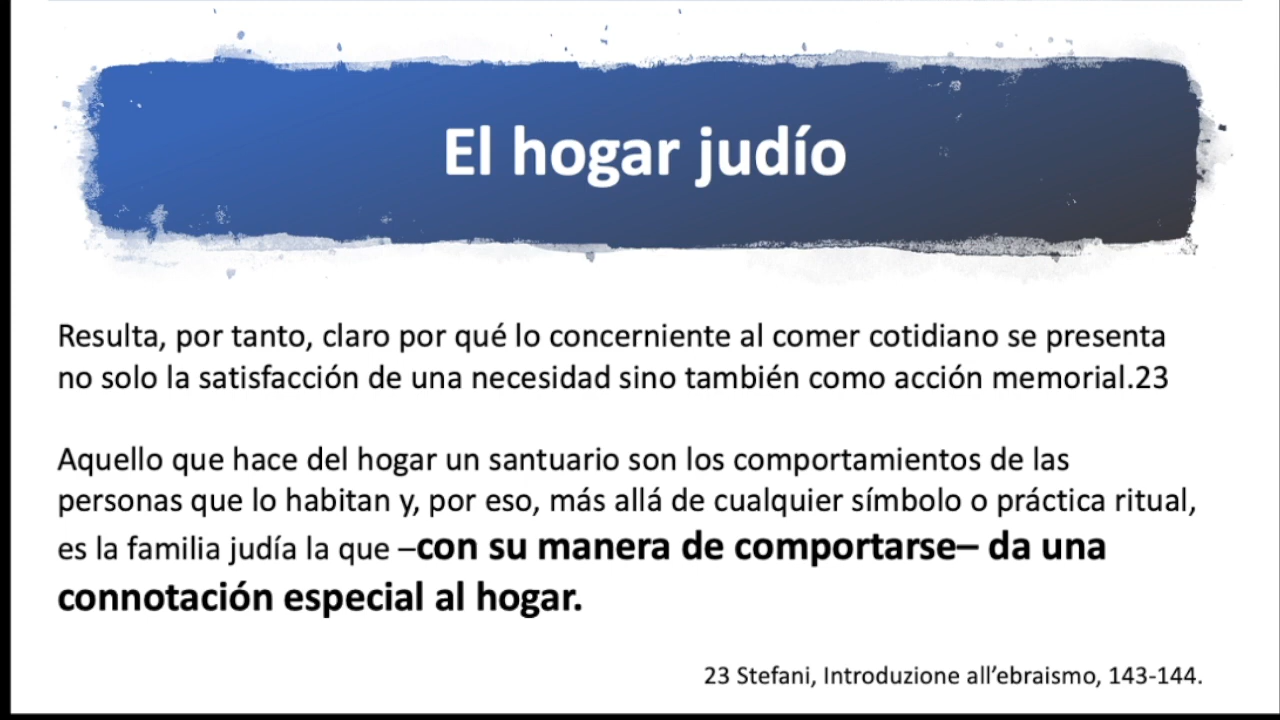 El hogar judío
Resulta, por tanto, claro por qué lo concerniente al comer cotidiano se presenta
no solo la satisfacción de una necesidad sino también como acción memorial.23
Aquello que hace del hogar un santuario son los comportamientos de las
personas que lo habitan y, por eso, más allá de cualquier símbolo o práctica ritual,
es la familia judía la que –con su manera de comportarse– da una
connotación especial al hogar.
23 Stefani, Introduzione all’ebraismo, 143-144.